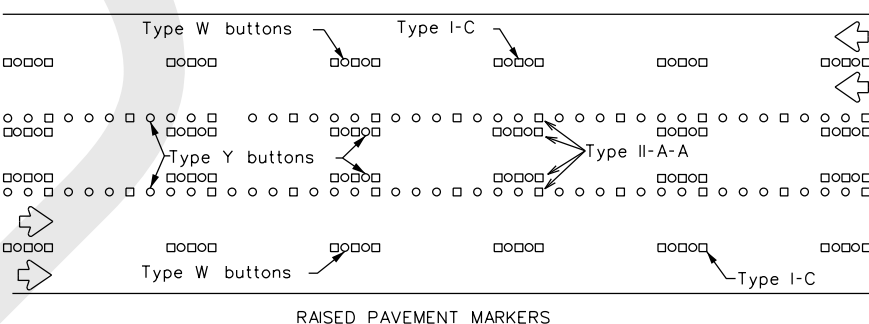 Type W buttons
Type I-C
Type Y buttons
Type II-A-A
Type W buttons
Type I-C
RAISED PAVEMENT MARKERS